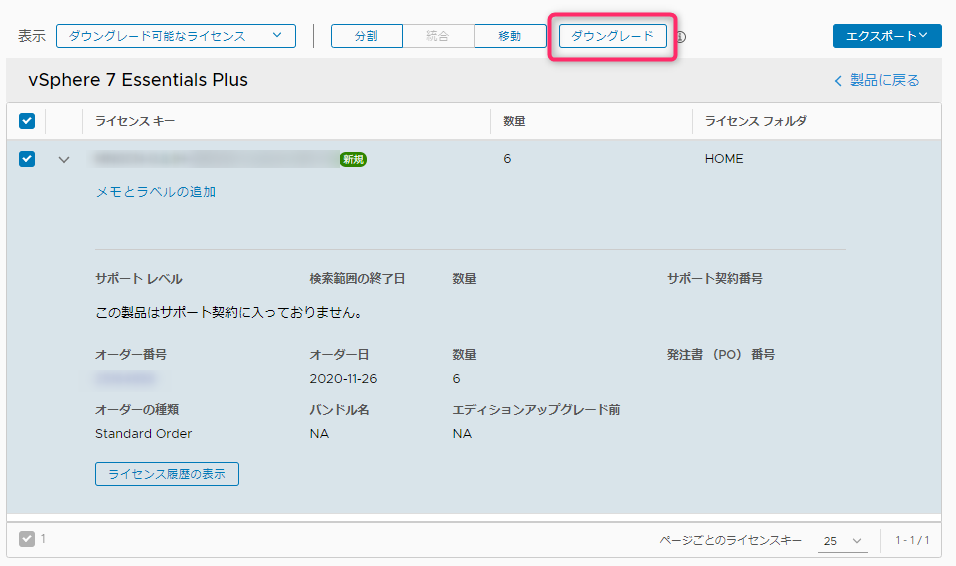 表示 ダウングレード可能なライセンス 分割 統合 移動 ダウングレード エクスポート
vSphere 7 Essentials Plus 製品に戻る
ライセンス キー 数量 ライセンス フォルダ
新規 6 HOME
メモとラベルの追加
サポート レベル 検索範囲の終了日 数量 サポート契約番号
この製品はサポート契約に入っておりません。
オーダー番号 オーダー日 数量 発注書 （PO） 番号
2020-11-26 6
オーダーの種類 バンドル名 エディションアップグレード前
Standard Order NA NA
ライセンス履歴の表示
1 ページごとのライセンスキー 25 1 - 1 / 1